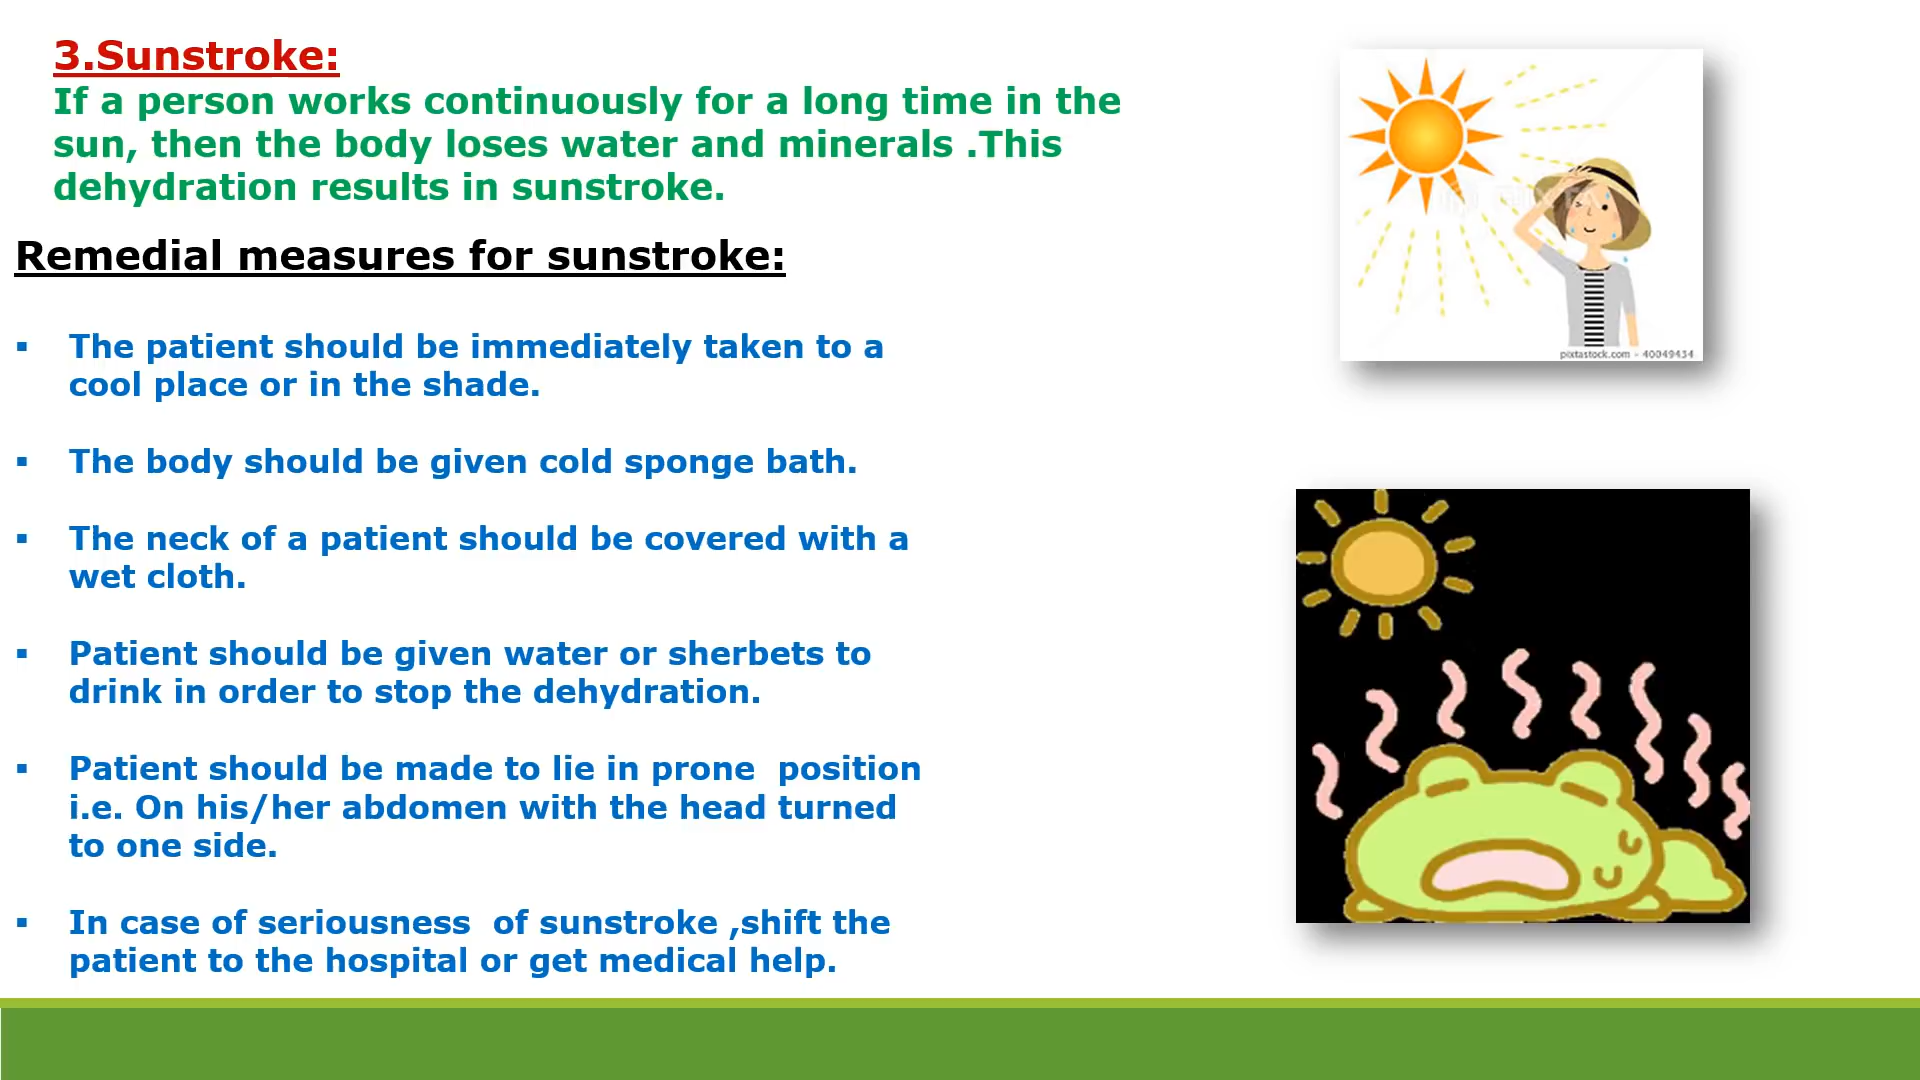 3.Sunstroke:
If a person works continuously for a long time in the
sun, then the body loses water and minerals .This
dehydration results in sunstroke.
Remedial measures for sunstroke:
▪ The patient should be immediately taken to a
cool place or in the shade.
▪ The body should be given cold sponge bath.
▪ The neck of a patient should be covered with a
wet cloth.
▪ Patient should be given water or sherbets to
drink in order to stop the dehydration.
▪ Patient should be made to lie in prone  position
i.e. On his/her abdomen with the head turned
to one side.
▪ In case of seriousness  of sunstroke ,shift the
patient to the hospital or get medical help.
pixtastock.com - 40049434